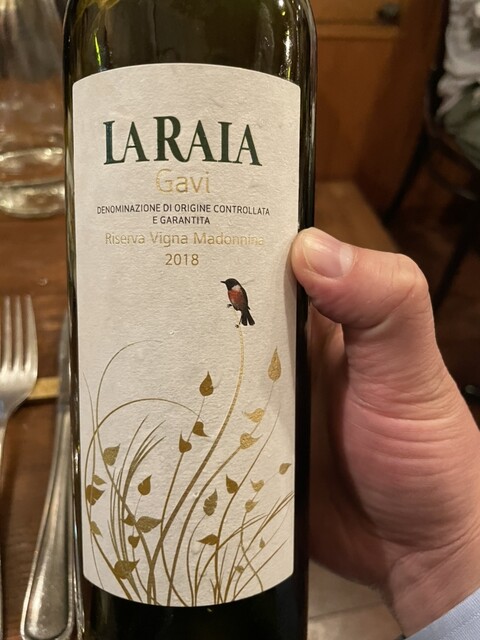 LA RAIA
Gavi
DENOMINAZIONE DI ORIGINE CONTROLLATA
E GARANTITA
Riserva Vigna Madonnina
2018